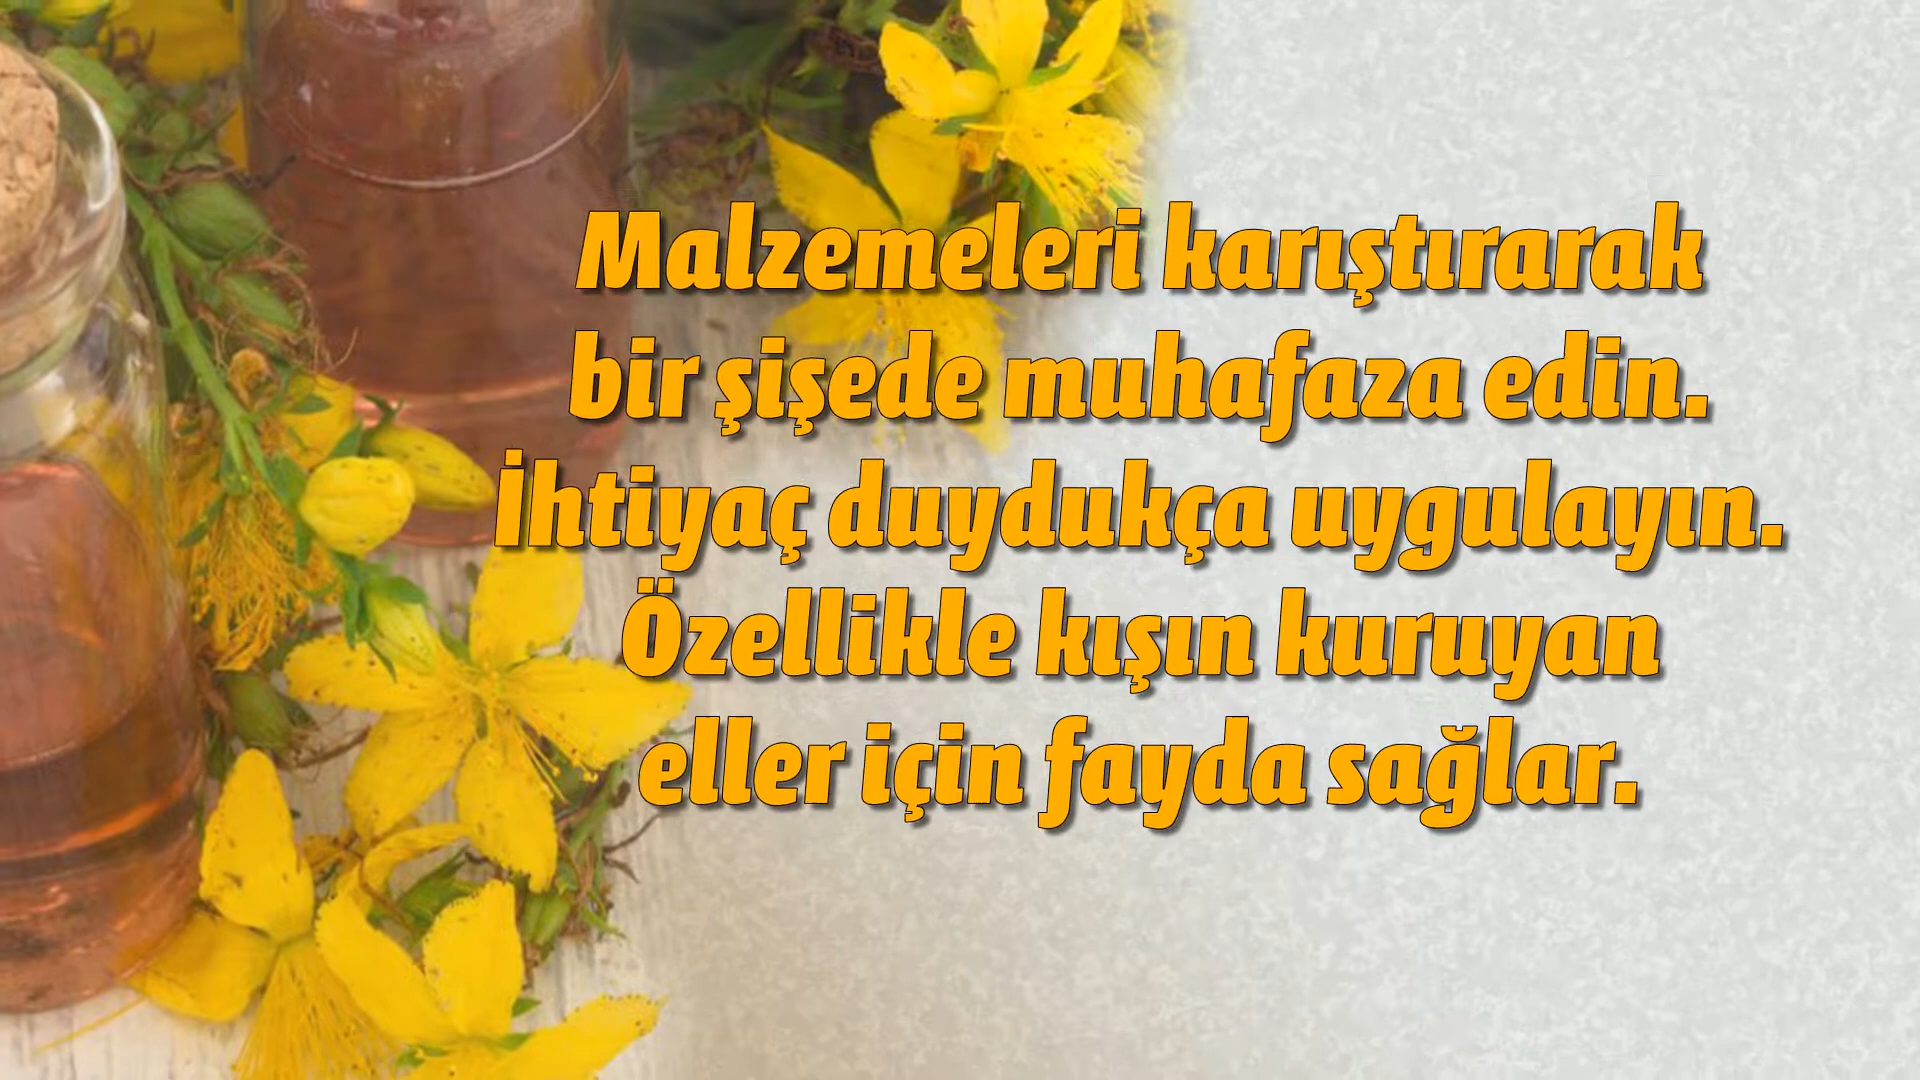 Malzemeleri karıştırarak
bir şişede muhafaza edin.
İhtiyaç duydukça uygulayın.
Özellikle kışın kuruyan
eller için fayda sağlar.